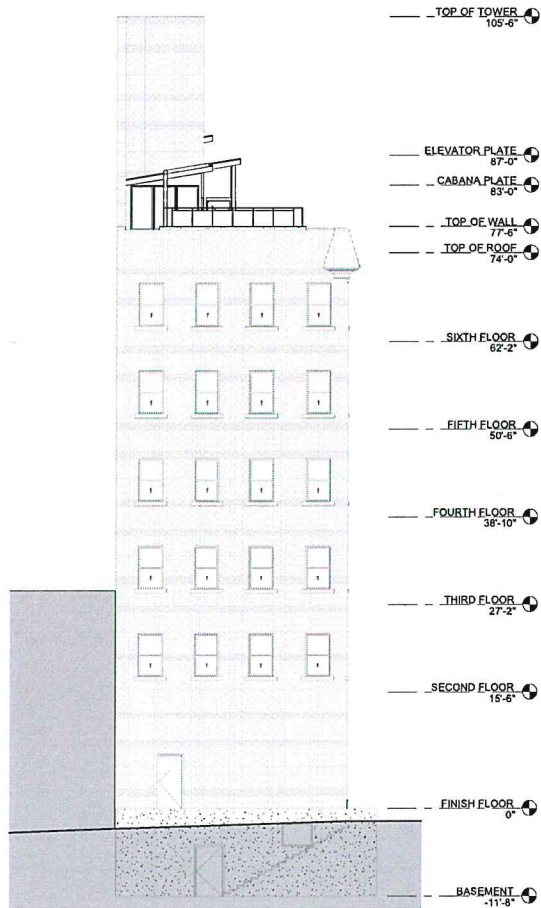 TOP OF TOWER
105'-6"
ELEVATOR PLATE
87'-0"
CABANA PLATE
83'-0"
TOP OF WALL
77'-6"
TOP OF ROOF
74'-0"
SIXTH FLOOR
62'-2"
FIFTH FLOOR
50'-6"
FOURTH FLOOR
38'-10"
THIRD FLOOR
27'-2"
SECOND FLOOR
15'-6"
FINISH FLOOR
0"
BASEMENT
-11'-8"